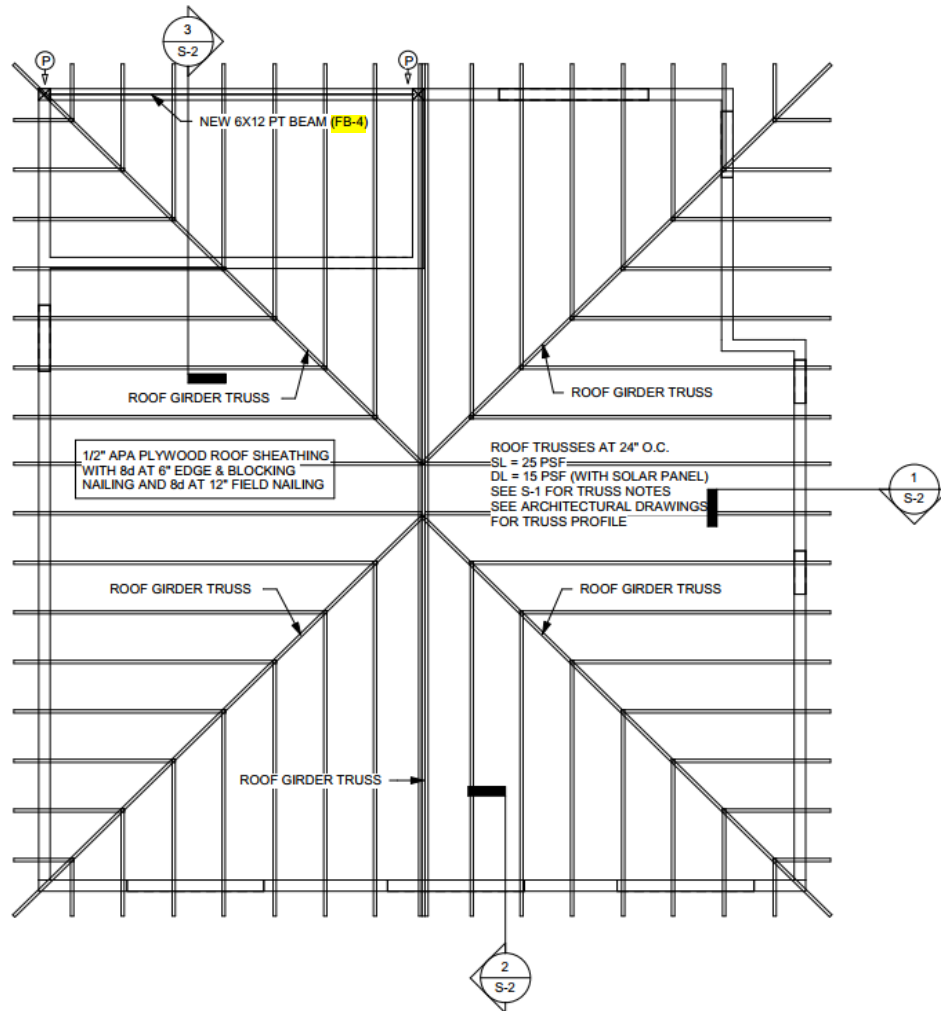 3
S-2
P
P
NEW 6X12 PT BEAM (FB-4)
ROOF GIRDER TRUSS
ROOF GIRDER TRUSS
1/2" APA PLYWOOD ROOF SHEATHING
WITH 8d AT 6" EDGE & BLOCKING
NAILING AND 8d AT 12" FIELD NAILING
ROOF TRUSSES AT 24" O.C.
SL = 25 PSF
DL = 15 PSF (WITH SOLAR PANEL)
SEE S-1 FOR TRUSS NOTES
SEE ARCHITECTURAL DRAWINGS
FOR TRUSS PROFILE
1
S-2
ROOF GIRDER TRUSS
ROOF GIRDER TRUSS
ROOF GIRDER TRUSS
2
S-2